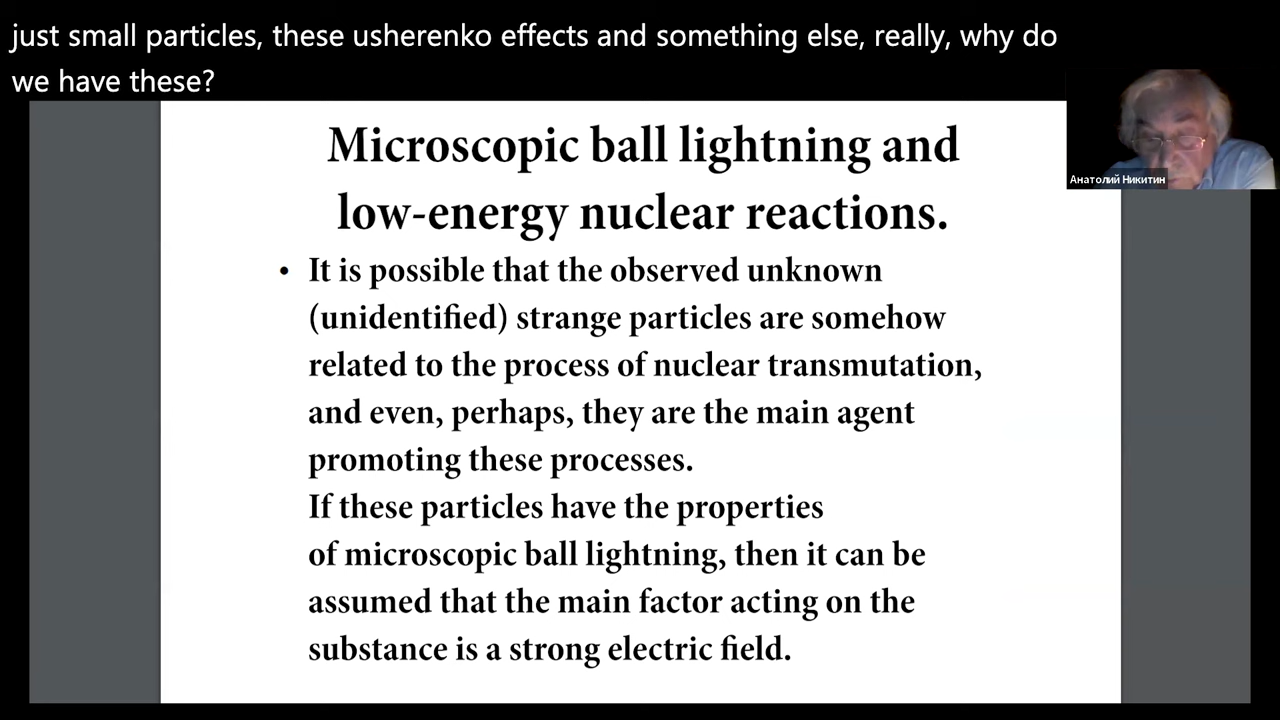 just small particles, these usherenko effects and something else, really, why do
we have these?
Microscopic ball lightning and
low-energy nuclear reactions.
Анатолий Никитин
• It is possible that the observed unknown
(unidentified) strange particles are somehow
related to the process of nuclear transmutation,
and even, perhaps, they are the main agent
promoting these processes.
If these particles have the properties
of microscopic ball lightning, then it can be
assumed that the main factor acting on the
substance is a strong electric field.